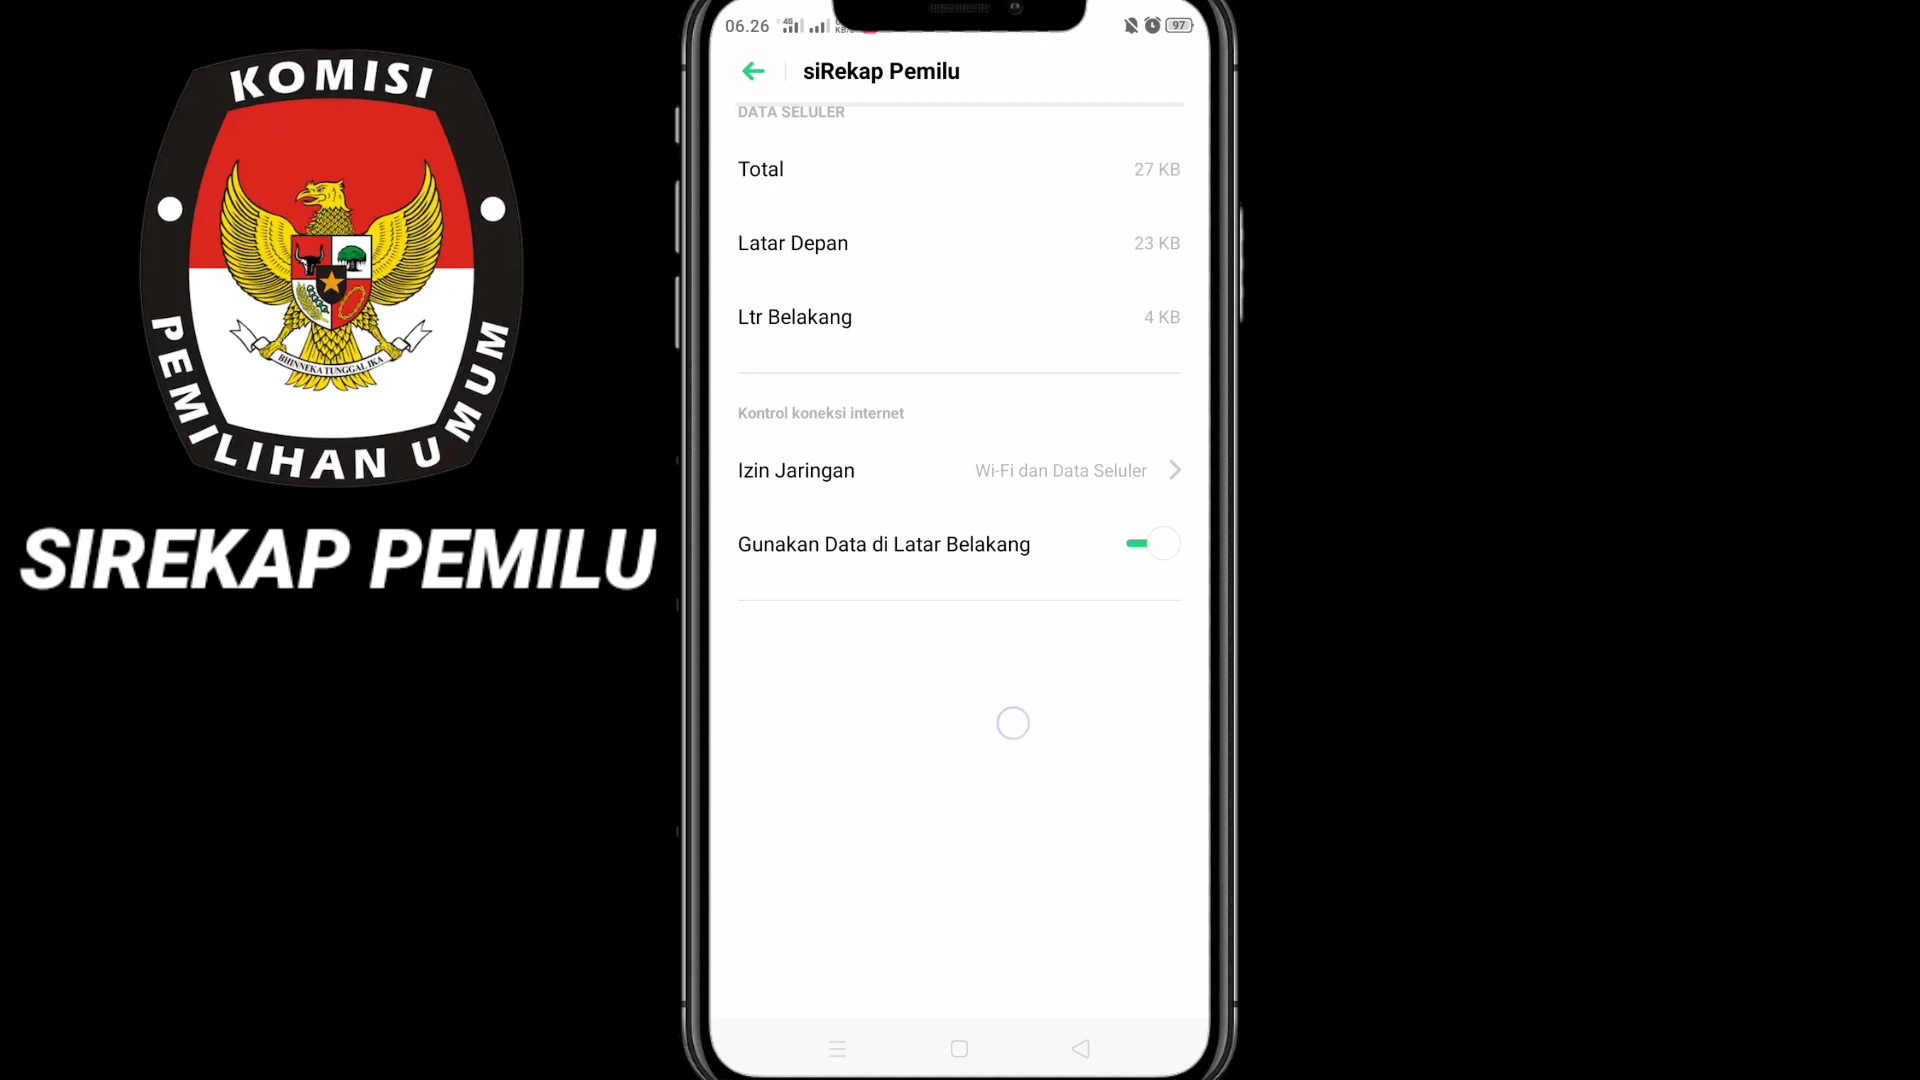 KOMISI
PEMILIHAN UMUM
BHINNEKA TUNGGAL IKA
SIREKAP PEMILU
06.26
4G
97
siRekap Pemilu
DATA SELULER
Total 27 KB
Latar Depan 23 KB
Ltr Belakang 4 KB
Kontrol koneksi internet
Izin Jaringan Wi-Fi dan Data Seluler
Gunakan Data di Latar Belakang